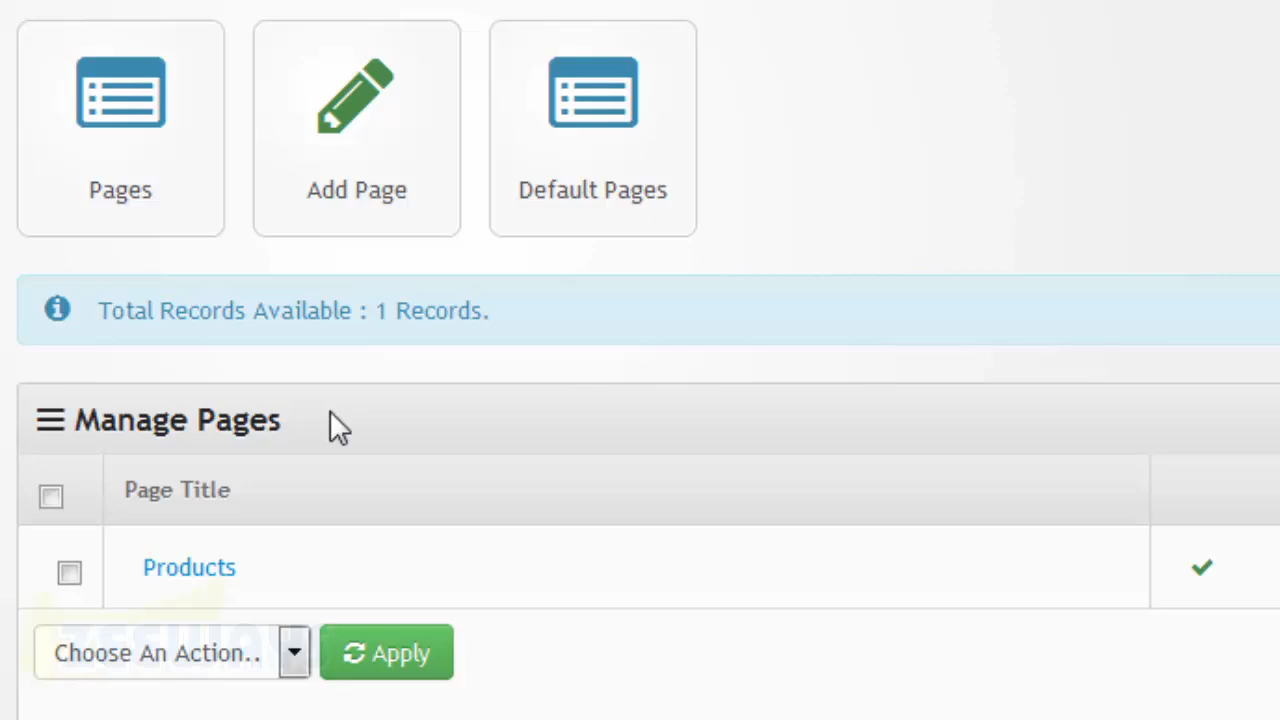 Pages
Add Page
Default Pages
Total Records Available : 1 Records.
Manage Pages
Page Title
Products
Choose An Action..
Apply